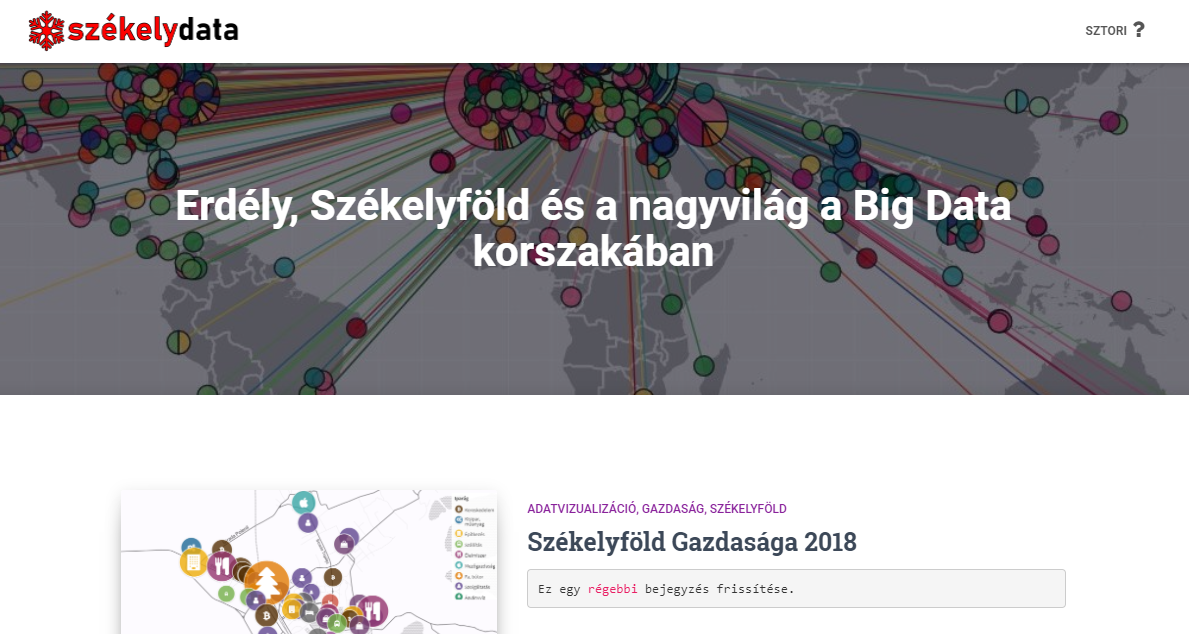 székelydata
SZTORI ?
Erdély, Székelyföld és a nagyvilág a Big Data
korszakában
ADATVIZUALIZÁCIÓ, GAZDASÁG, SZÉKELYFÖLD
Székelyföld Gazdasága 2018
Ez egy régebbi bejegyzés frissítése.